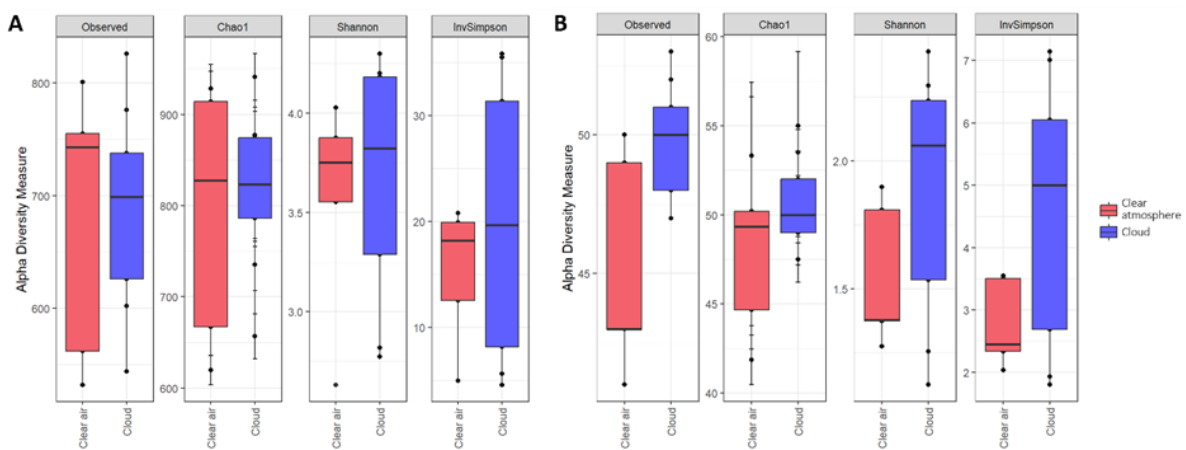 A
B
Observed
Chao1
Shannon
InvSimpson
Observed
Chao1
Shannon
InvSimpson
Alpha Diversity Measure
800
700
600
900
800
700
600
4.0
3.5
3.0
30
20
10
Alpha Diversity Measure
50
45
60
55
50
45
40
2.0
1.5
7
6
5
4
3
2
Clear
atmosphere
Cloud
Clear air
Cloud
Clear air
Cloud
Clear air
Cloud
Clear air
Cloud
Clear air
Cloud
Clear air
Cloud
Clear air
Cloud
Clear air
Cloud